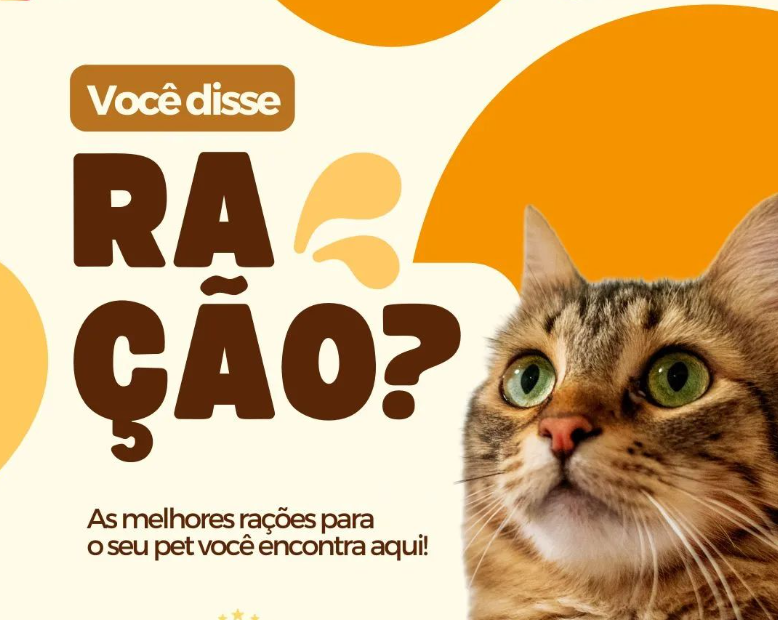 Você disse
RA
ÇÃO?
As melhores rações para
o seu pet você encontra aqui!